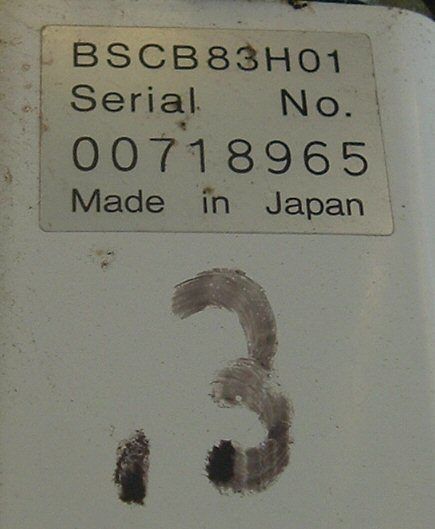 BSCB83H01
Serial No.
00718965
Made in Japan
.3